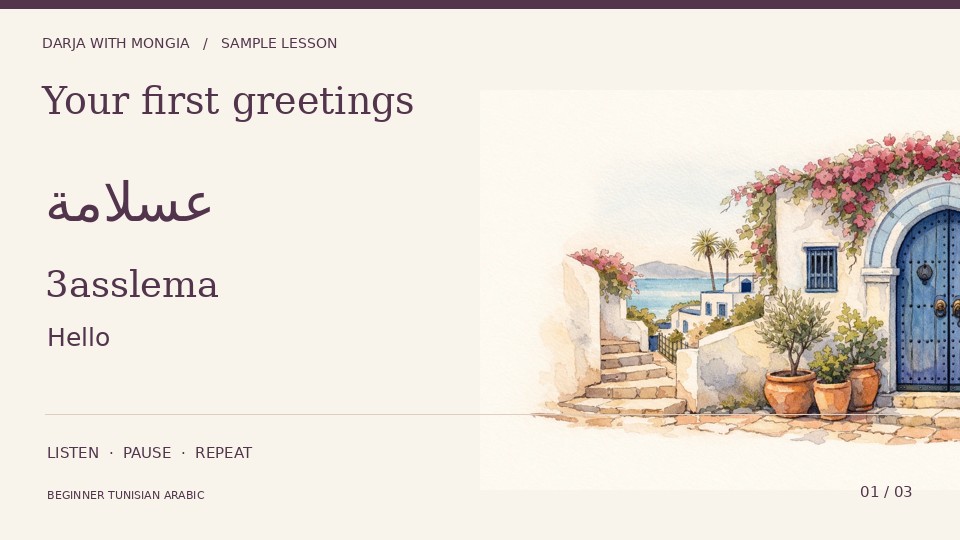 DARJA WITH MONGIA / SAMPLE LESSON
Your first greetings
عسلامة
3asslema
Hello
LISTEN · PAUSE · REPEAT
BEGINNER TUNISIAN ARABIC
01 / 03